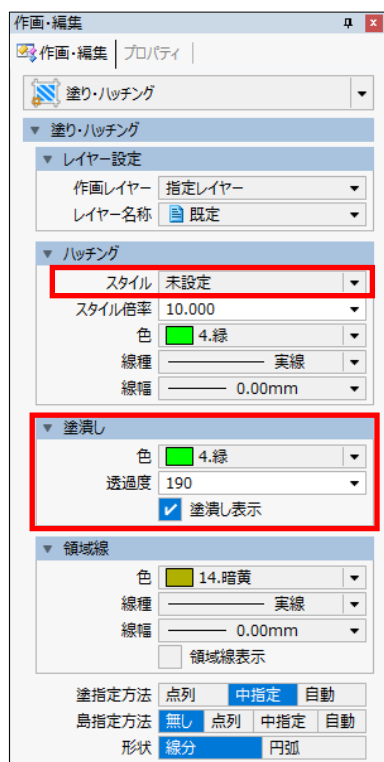 作画・編集
作画・編集 プロパティ
塗り・ハッチング
塗り・ハッチング
レイヤー設定
作画レイヤー 指定レイヤー
レイヤー名称 既定
ハッチング
スタイル 未設定
スタイル倍率 10.000
色 4.緑
線種 実線
線幅 0.00mm
塗潰し
色 4.緑
透過度 190
塗潰し表示
領域線
色 14.暗黄
線種 実線
線幅 0.00mm
領域線表示
塗指定方法 点列 中指定 自動
島指定方法 無し 点列 中指定 自動
形状 線分 円弧